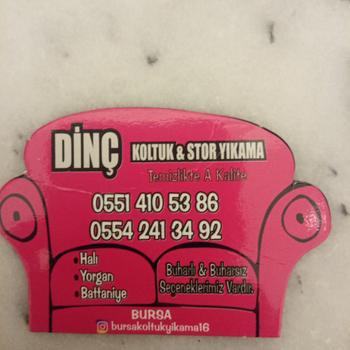 DİNÇ KOLTUK & STOR YIKAMA
Temizlikte A Kalite
0551 410 53 86
0554 241 34 92
• Halı
• Yorgan
• Battaniye
Buharlı & Buharsız
Seçeneklerimiz Vardır.
BURSA
bursakoltukyikama16